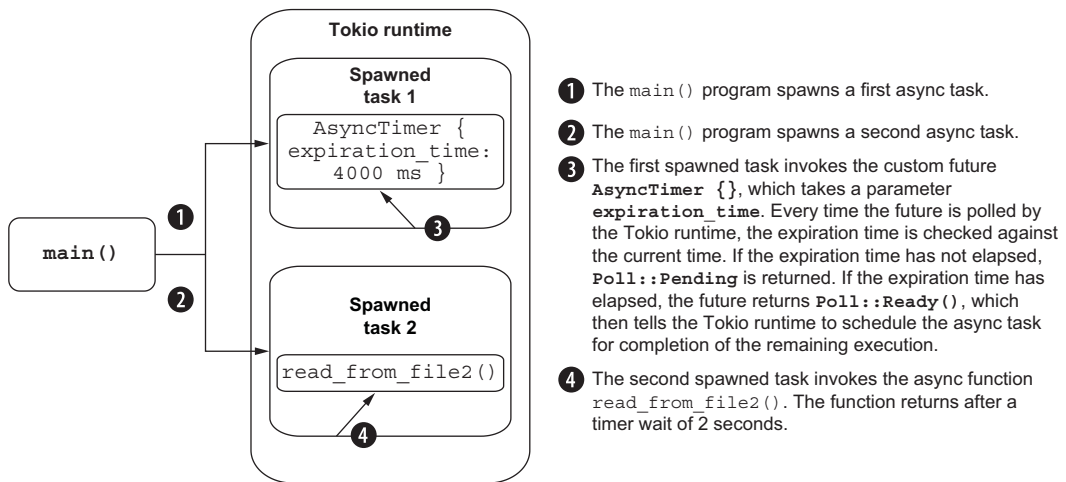 Tokio runtime
Spawned
task 1
AsyncTimer {
expiration_time:
4000 ms }
3
main()
1
2
Spawned
task 2
read_from_file2()
4
1 The main() program spawns a first async task.
2 The main() program spawns a second async task.
3 The first spawned task invokes the custom future
AsyncTimer {}, which takes a parameter
expiration_time. Every time the future is polled by
the Tokio runtime, the expiration time is checked against
the current time. If the expiration time has not elapsed,
Poll::Pending is returned. If the expiration time has
elapsed, the future returns Poll::Ready(), which
then tells the Tokio runtime to schedule the async task
for completion of the remaining execution.
4 The second spawned task invokes the async function
read_from_file2(). The function returns after a
timer wait of 2 seconds.